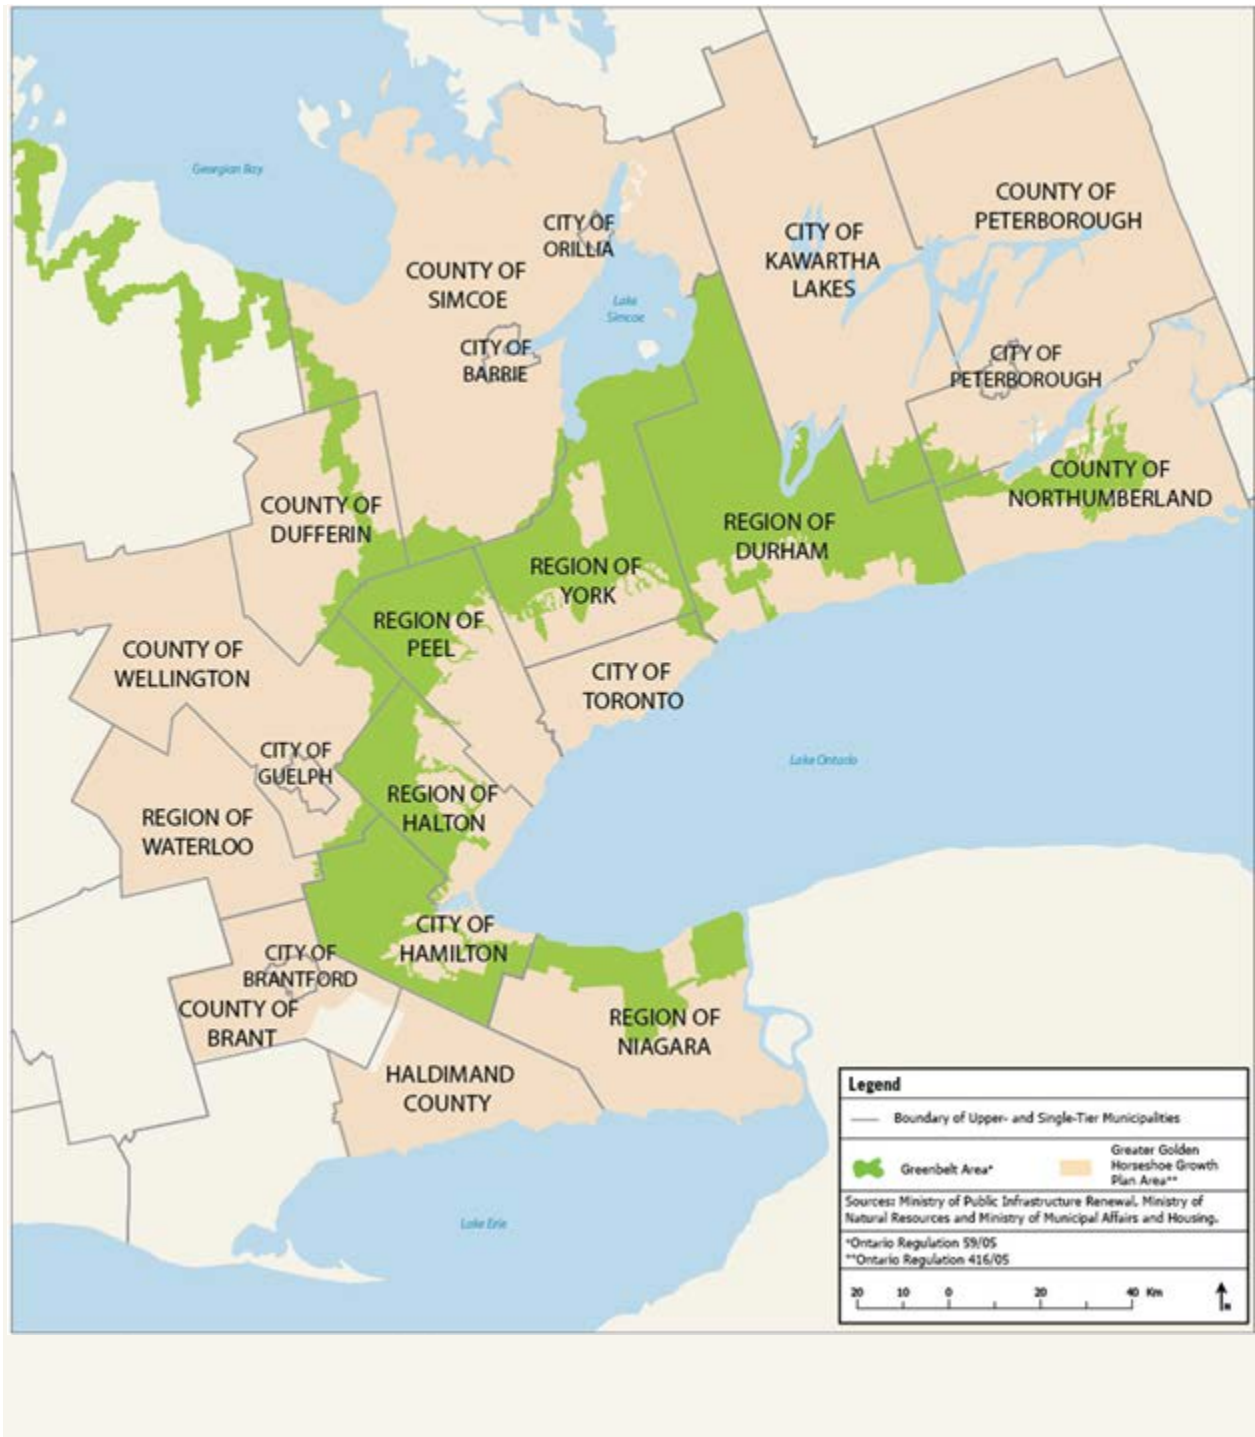 Georgian Bay
COUNTY OF
PETERBOROUGH
CITY OF
ORILLIA
CITY OF
KAWARTHA
LAKES
COUNTY OF
SIMCOE
Lake
Simcoe
CITY OF
BARRIE
CITY OF
PETERBOROUGH
COUNTY OF
NORTHUMBERLAND
COUNTY OF
DUFFERIN
REGION OF
DURHAM
REGION OF
YORK
REGION OF
PEEL
COUNTY OF
WELLINGTON
CITY OF
TORONTO
CITY OF
GUELPH
Lake Ontario
REGION OF
HALTON
REGION OF
WATERLOO
CITY OF
HAMILTON
CITY OF
BRANTFORD
COUNTY OF
BRANT
REGION OF
NIAGARA
HALDIMAND
COUNTY
Lake Erie
Legend
Boundary of Upper- and Single-Tier Municipalities
Greenbelt Area*
Greater Golden
Horseshoe Growth
Plan Area**
Sources: Ministry of Public Infrastructure Renewal, Ministry of
Natural Resources and Ministry of Municipal Affairs and Housing.
*Ontario Regulation 59/05
**Ontario Regulation 416/05
20 10 0 20 40 Km
N